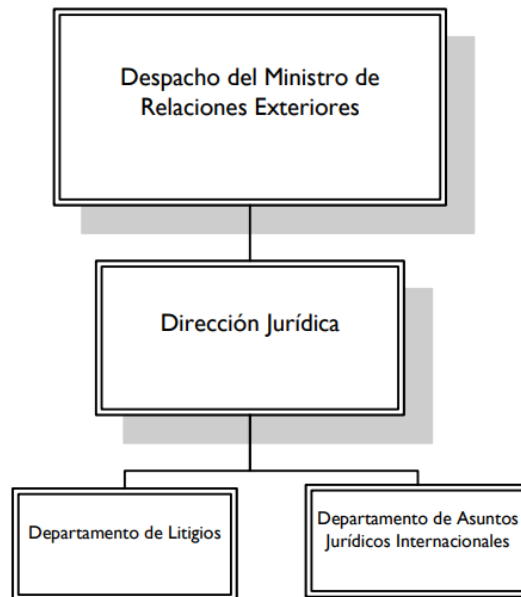 Despacho del Ministro de
Relaciones Exteriores
Dirección Jurídica
Departamento de Litigios
Departamento de Asuntos
Jurídicos Internacionales